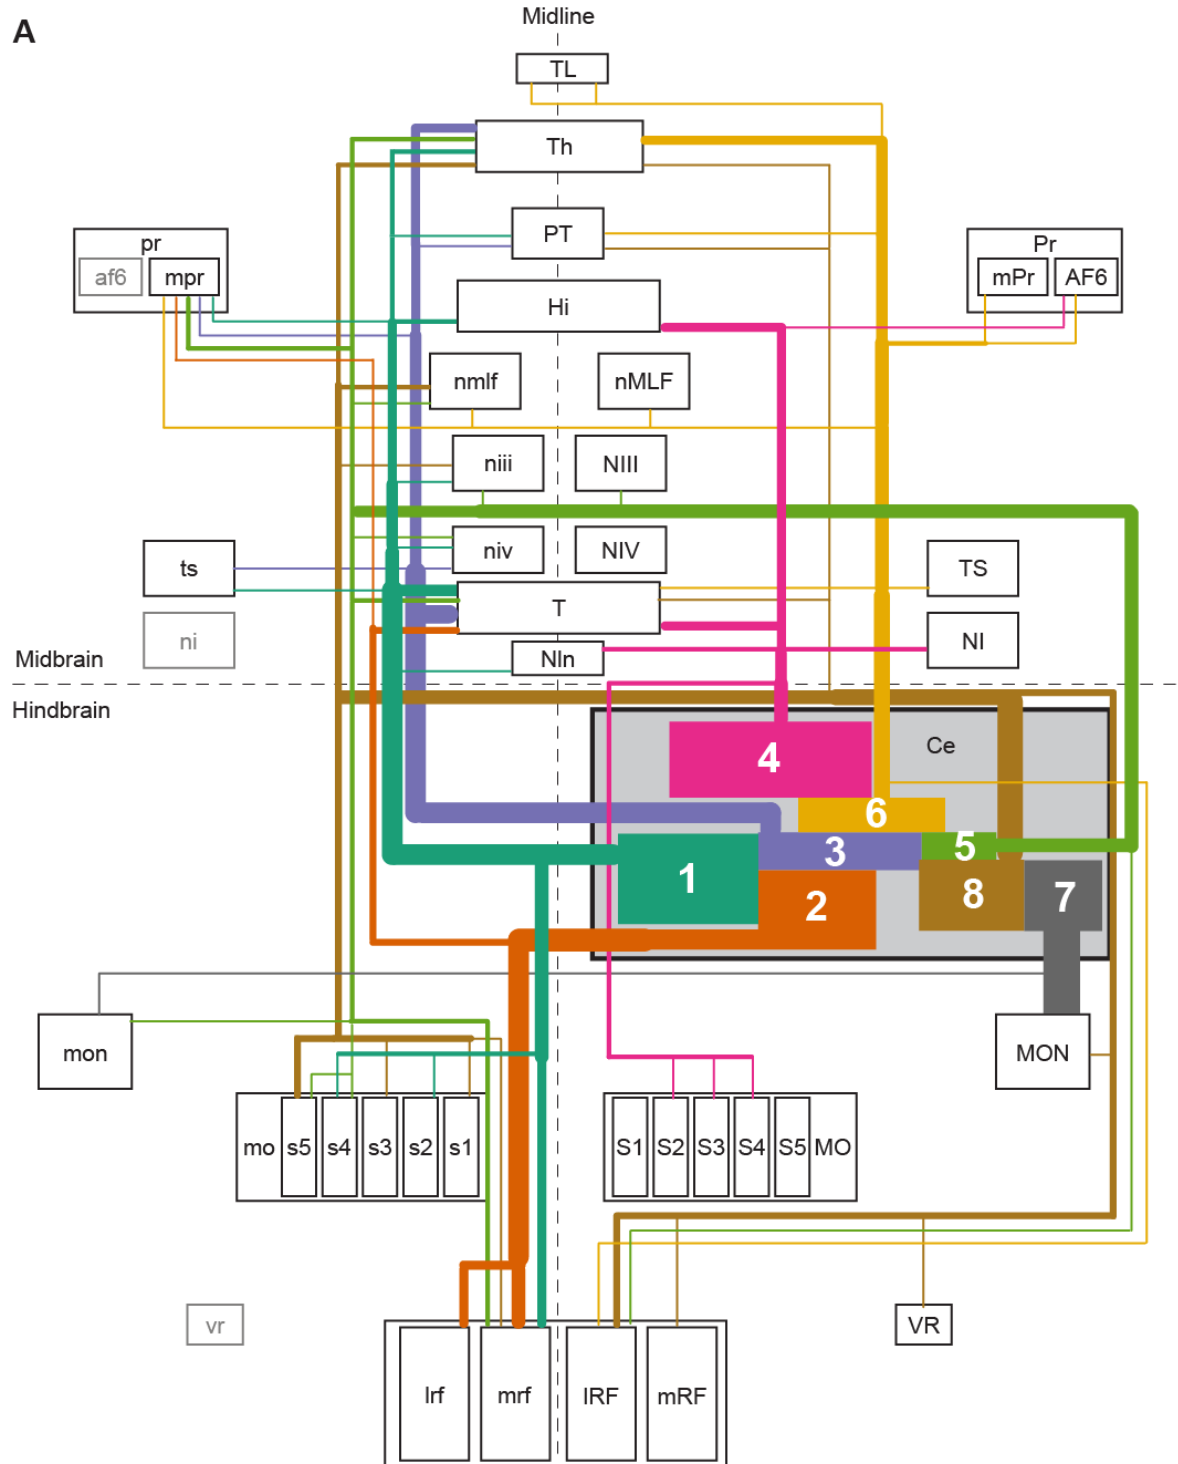 A
Midline
TL
Th
PT
pr
af6 mpr
Pr
mPr AF6
Hi
nmlf nMLF
niii NIII
niv NIV
ts TS
T
ni NI
NIn
Midbrain
Hindbrain
Ce
4
6
5
3
1
2
8
7
mon MON
mo s5 s4 s3 s2 s1
S1 S2 S3 S4 S5 MO
vr VR
lrf mrf lRF mRF